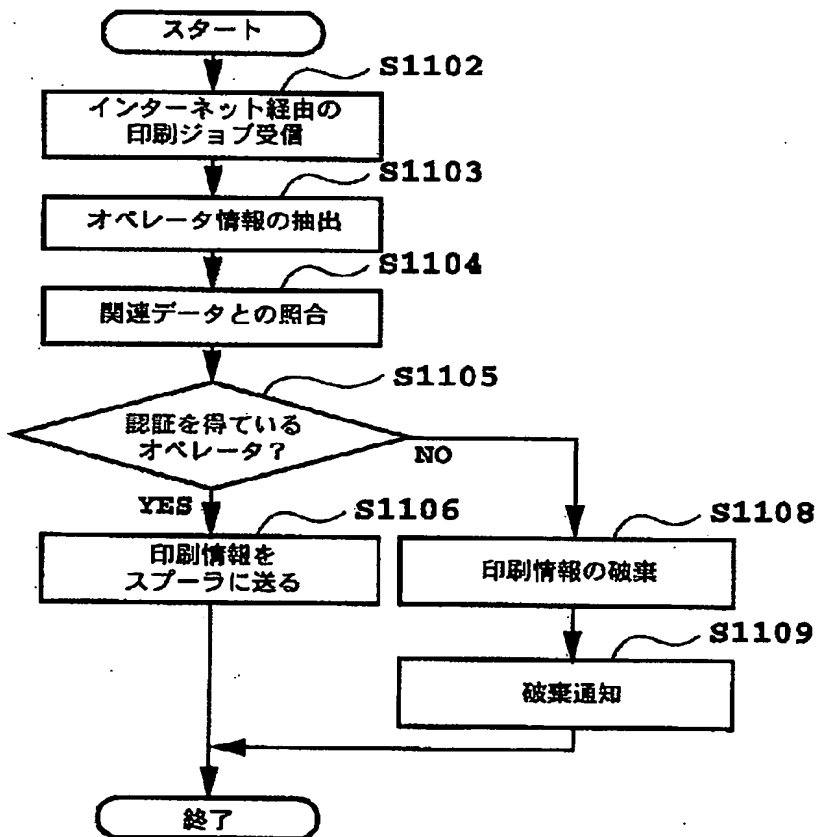 スタート
S1102
インターネット経由の
印刷ジョブ受信
S1103
オペレータ情報の抽出
S1104
関連データとの照合
S1105
認証を得ている
オペレータ?
NO
YES
S1106
印刷情報を
スプーラに送る
S1108
印刷情報の破棄
S1109
破棄通知
終了